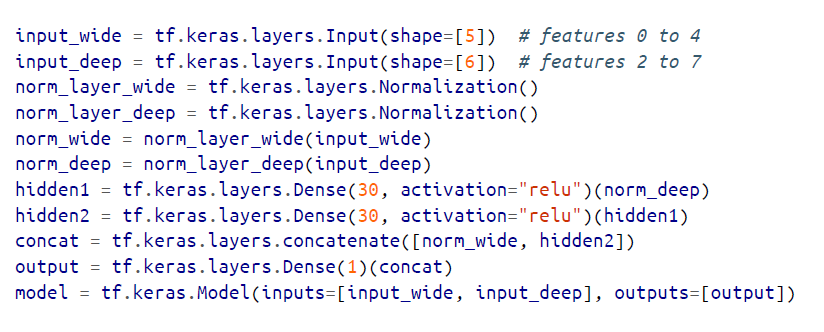 input_wide = tf.keras.layers.Input(shape=[5])  # features 0 to 4
input_deep = tf.keras.layers.Input(shape=[6])  # features 2 to 7
norm_layer_wide = tf.keras.layers.Normalization()
norm_layer_deep = tf.keras.layers.Normalization()
norm_wide = norm_layer_wide(input_wide)
norm_deep = norm_layer_deep(input_deep)
hidden1 = tf.keras.layers.Dense(30, activation="relu")(norm_deep)
hidden2 = tf.keras.layers.Dense(30, activation="relu")(hidden1)
concat = tf.keras.layers.concatenate([norm_wide, hidden2])
output = tf.keras.layers.Dense(1)(concat)
model = tf.keras.Model(inputs=[input_wide, input_deep], outputs=[output])